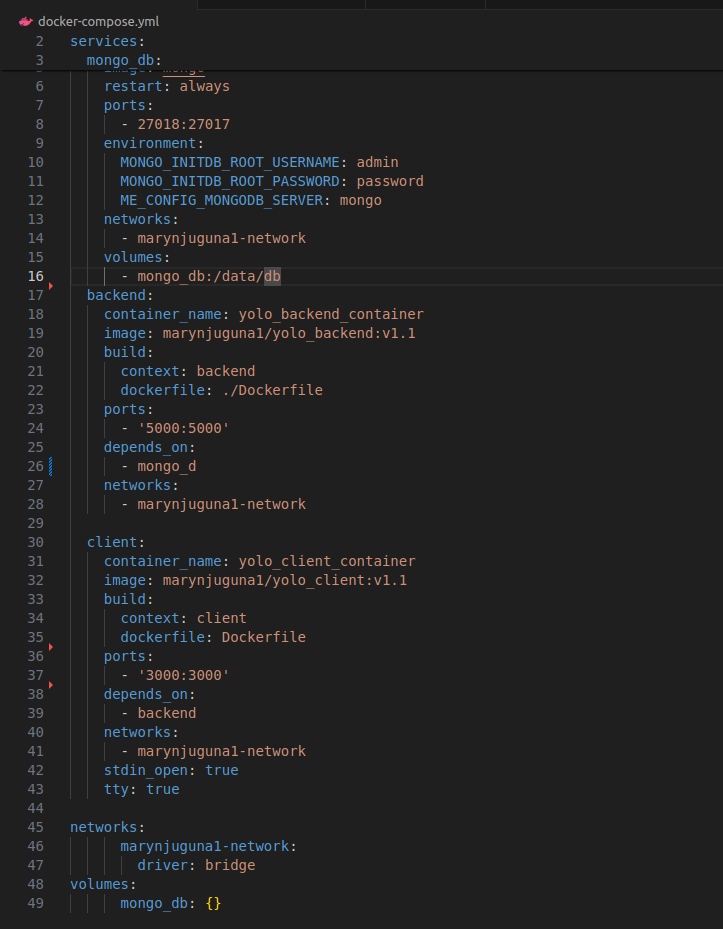 docker-compose.yml
2 services:
3 mongo_db:
6 restart: always
7 ports:
8 - 27018:27017
9 environment:
10 MONGO_INITDB_ROOT_USERNAME: admin
11 MONGO_INITDB_ROOT_PASSWORD: password
12 ME_CONFIG_MONGODB_SERVER: mongo
13 networks:
14 - marynjuguna1-network
15 volumes:
16 - mongo_db:/data/db
17 backend:
18 container_name: yolo_backend_container
19 image: marynjuguna1/yolo_backend:v1.1
20 build:
21 context: backend
22 dockerfile: ./Dockerfile
23 ports:
24 - '5000:5000'
25 depends_on:
26 - mongo_d
27 networks:
28 - marynjuguna1-network
29
30 client:
31 container_name: yolo_client_container
32 image: marynjuguna1/yolo_client:v1.1
33 build:
34 context: client
35 dockerfile: Dockerfile
36 ports:
37 - '3000:3000'
38 depends_on:
39 - backend
40 networks:
41 - marynjuguna1-network
42 stdin_open: true
43 tty: true
44
45 networks:
46 marynjuguna1-network:
47 driver: bridge
48 volumes:
49 mongo_db: {}